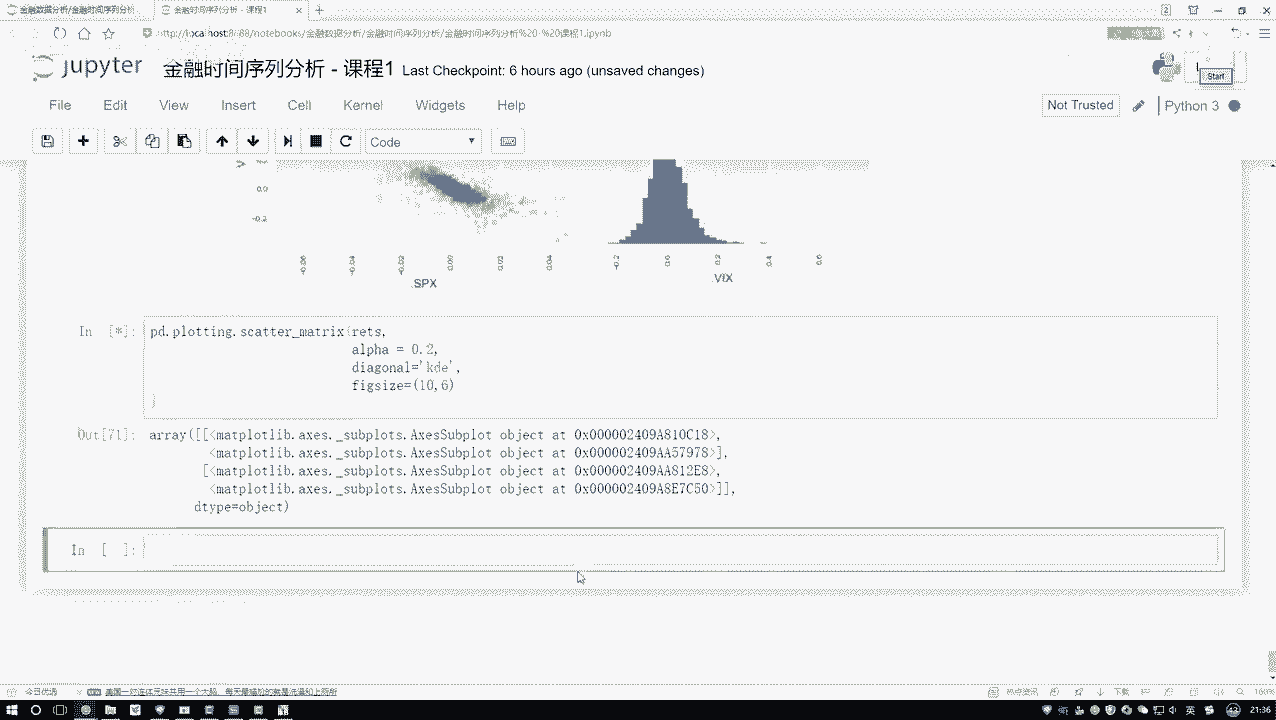 金融数据分析/金融时间序列分析 金融时间序列分析 - 课程1
localhost:8888/notebooks/金融数据分析/金融时间序列分析/金融时间序列分析%20-%20课程1.ipynb
jupyter 金融时间序列分析 - 课程1 Last Checkpoint: 6 hours ago (unsaved changes)
Start
File Edit View Insert Cell Kernel Widgets Help
Not Trusted Python 3
Code
0.0
-0.2
-0.06 -0.04 -0.02 0.00 0.02 0.04 -0.2 0.0 0.2 0.4 0.6
.SPX .VIX
In [*]: pd.plotting.scatter_matrix(rets,
alpha = 0.2,
diagonal='kde',
figsize=(10,6)
)
Out[71]: array([[<matplotlib.axes._subplots.AxesSubplot object at 0x000002409A810C18>,
<matplotlib.axes._subplots.AxesSubplot object at 0x000002409AA57978>],
[<matplotlib.axes._subplots.AxesSubplot object at 0x000002409AA812E8>,
<matplotlib.axes._subplots.AxesSubplot object at 0x000002409A8E7C50>]],
dtype=object)
In [ ]:
今日优选
热点资讯 下载 160%
英 21:36